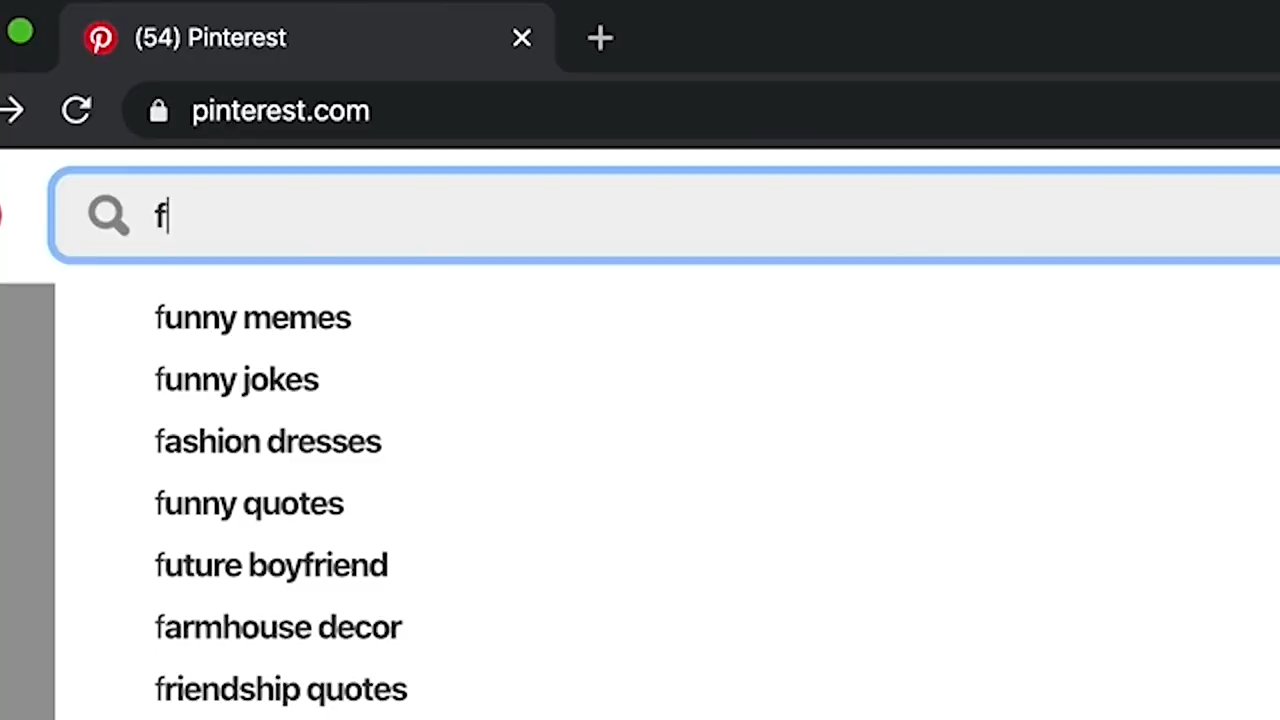 (54) Pinterest
pinterest.com
f
funny memes
funny jokes
fashion dresses
funny quotes
future boyfriend
farmhouse decor
friendship quotes